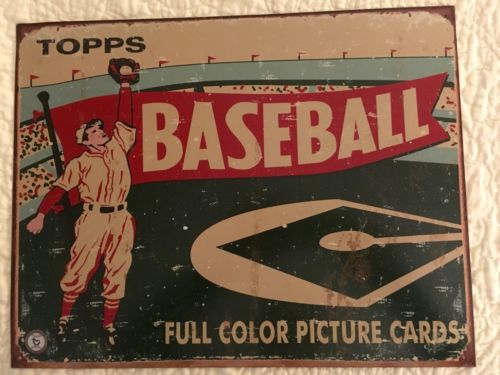 TOPPS
BASEBALL
FULL COLOR PICTURE CARDS